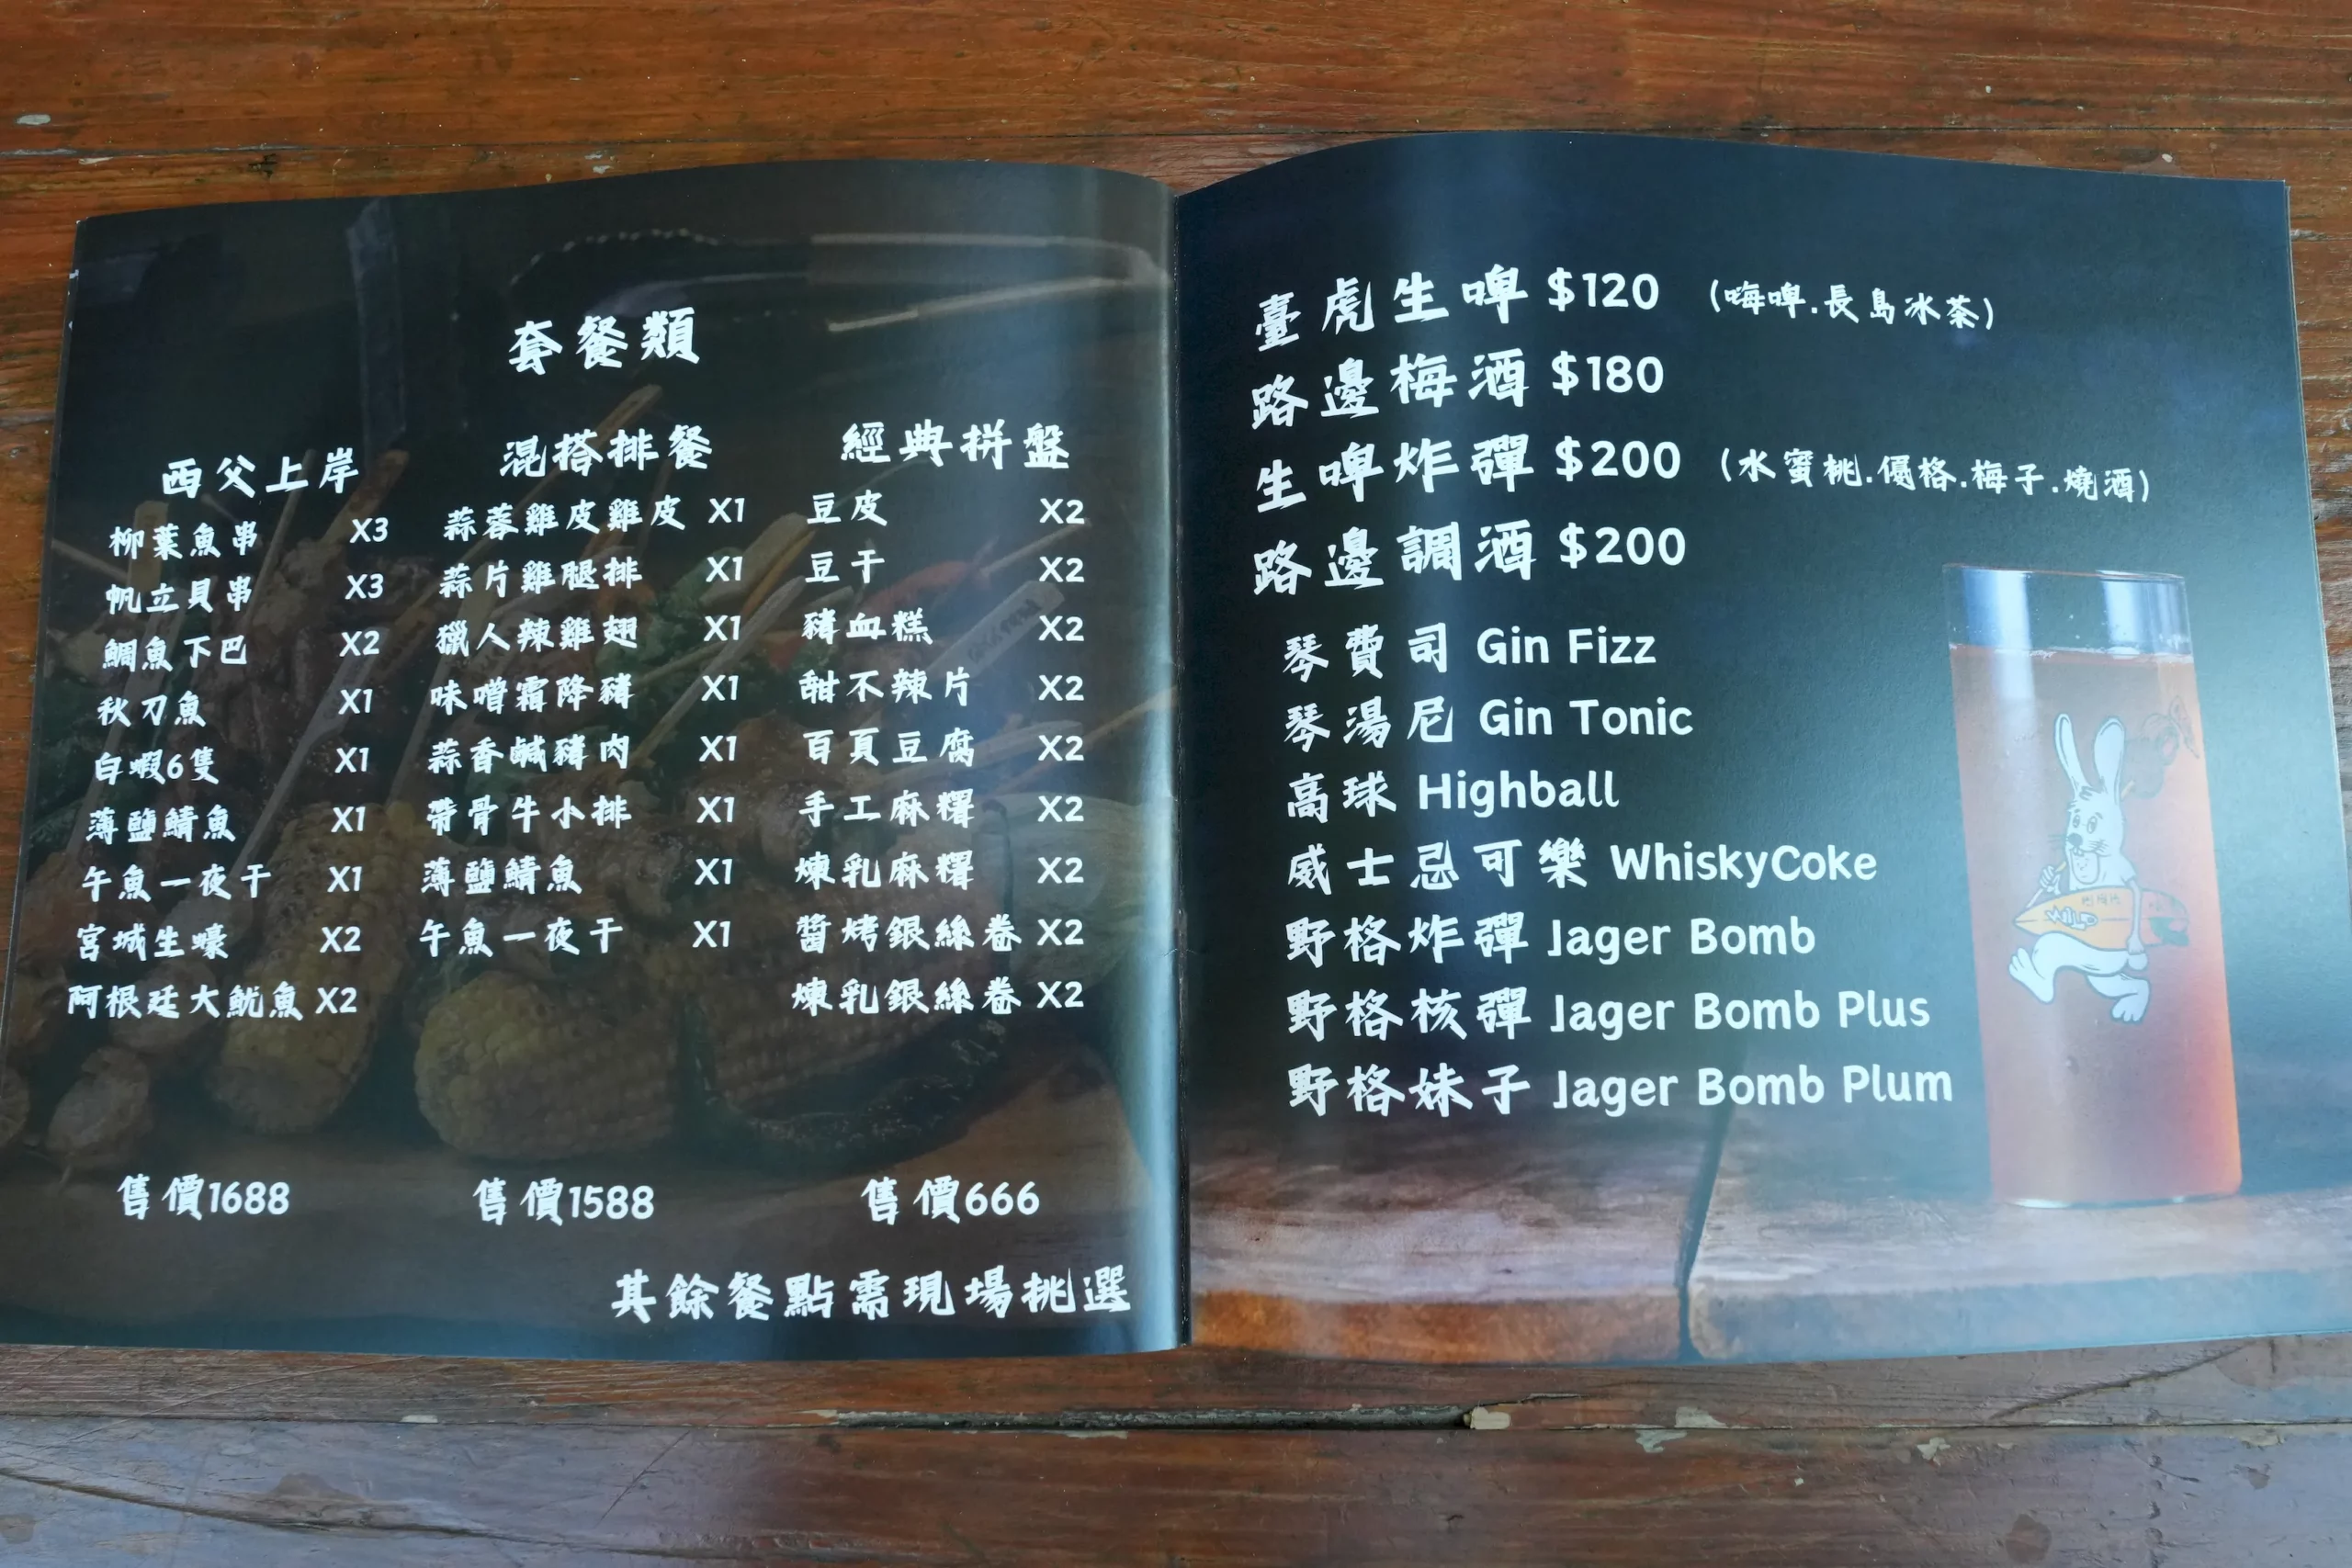 套餐類
西父上岸
柳葉魚串 X3
帆立貝串 X3
鯛魚下巴 X2
秋刀魚 X1
白蝦6隻 X1
薄鹽鯖魚 X1
午魚一夜干 X1
宮城生蠔 X2
阿根廷大魷魚 X2
售價1688
混搭排餐
蒜蓉雞皮雞皮 X1
蒜片雞腿排 X1
獵人辣雞翅 X1
味噌霜降豬 X1
蒜香鹹豬肉 X1
帶骨牛小排 X1
薄鹽鯖魚 X1
午魚一夜干 X1
售價1588
經典拼盤
豆皮 X2
豆干 X2
豬血糕 X2
甜不辣片 X2
百頁豆腐 X2
手工麻糬 X2
煉乳麻糬 X2
醬烤銀絲卷 X2
煉乳銀絲卷 X2
售價666
其餘餐點需現場挑選
臺虎生啤 $120 (嗨啤.長島冰茶)
路邊梅酒 $180
生啤炸彈 $200 (水蜜桃.優格.梅子.燒酒)
路邊調酒 $200
琴費司 Gin Fizz
琴湯尼 Gin Tonic
高球 Highball
威士忌可樂 WhiskyCoke
野格炸彈 Jager Bomb
野格核彈 Jager Bomb Plus
野格妹子 Jager Bomb Plum